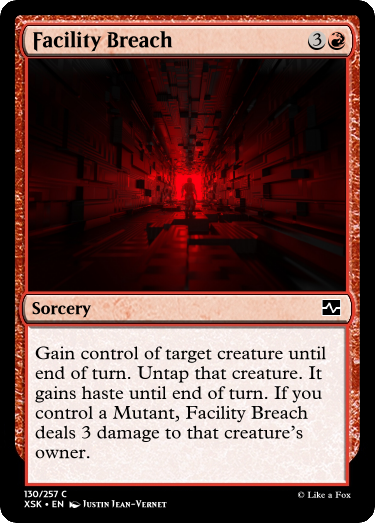 Facility Breach 3
Sorcery
Gain control of target creature until
end of turn. Untap that creature. It
gains haste until end of turn. If you
control a Mutant, Facility Breach
deals 3 damage to that creature's
owner.
130/257 C
XSK • EN Justin Jean-Vernet
© Like a Fox